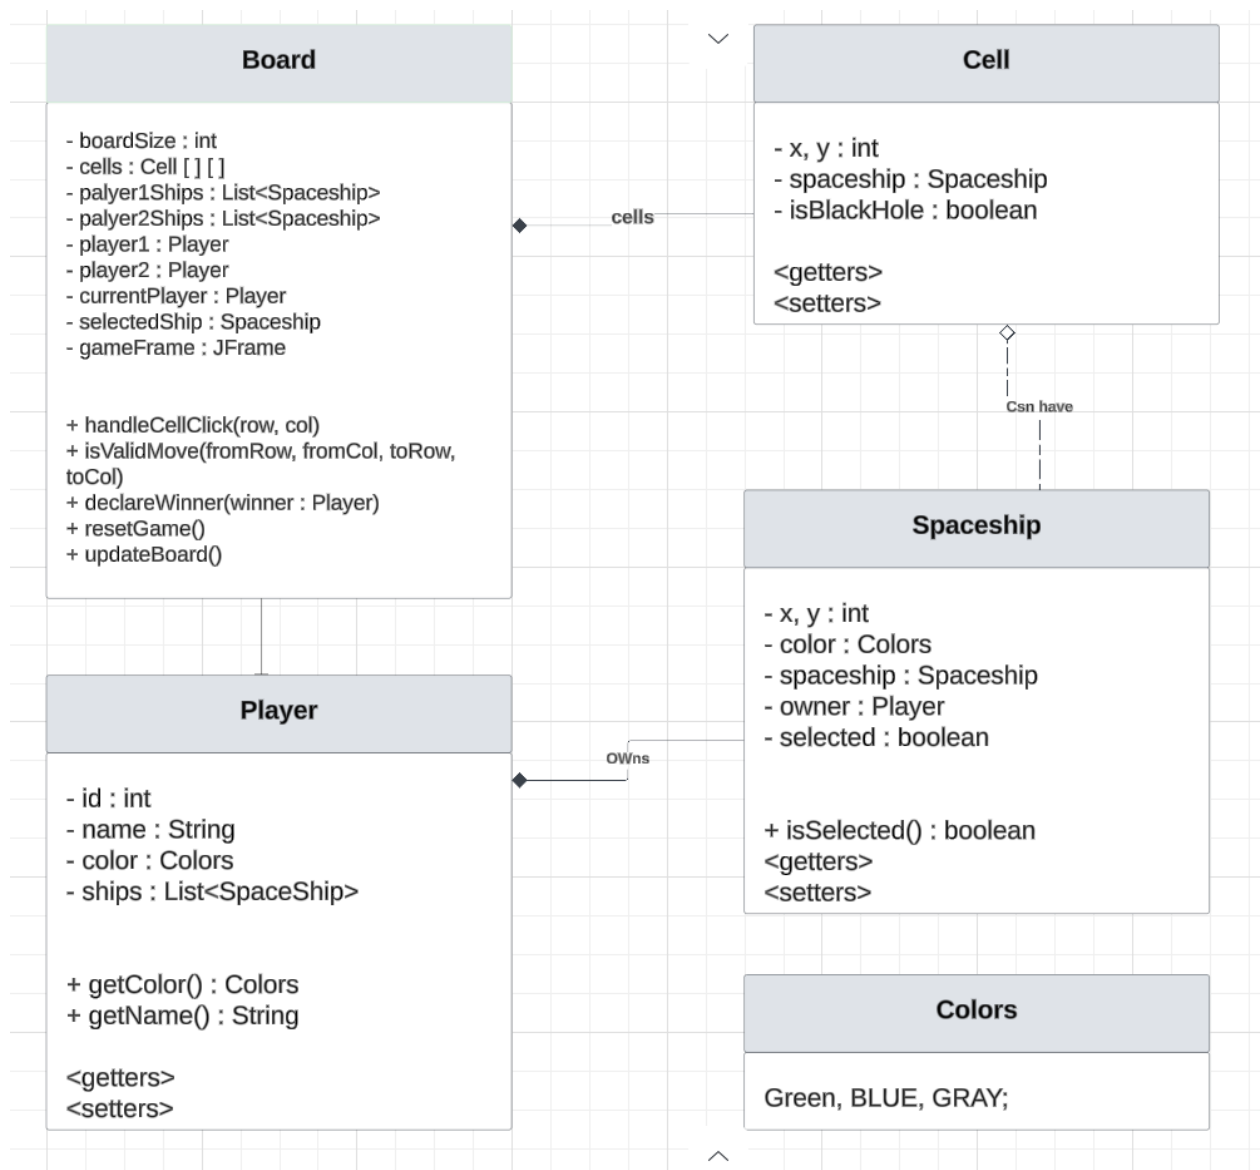 Board
- boardSize : int
- cells : Cell [ ] [ ]
- palyer1Ships : List<Spaceship>
- palyer2Ships : List<Spaceship>
- player1 : Player
- player2 : Player
- currentPlayer : Player
- selectedShip : Spaceship
- gameFrame : JFrame
+ handleCellClick(row, col)
+ isValidMove(fromRow, fromCol, toRow,
toCol)
+ declareWinner(winner : Player)
+ resetGame()
+ updateBoard()
cells
Cell
- x, y : int
- spaceship : Spaceship
- isBlackHole : boolean
<getters>
<setters>
Csn have
Player
- id : int
- name : String
- color : Colors
- ships : List<SpaceShip>
+ getColor() : Colors
+ getName() : String
<getters>
<setters>
OWns
Spaceship
- x, y : int
- color : Colors
- spaceship : Spaceship
- owner : Player
- selected : boolean
+ isSelected() : boolean
<getters>
<setters>
Colors
Green, BLUE, GRAY;